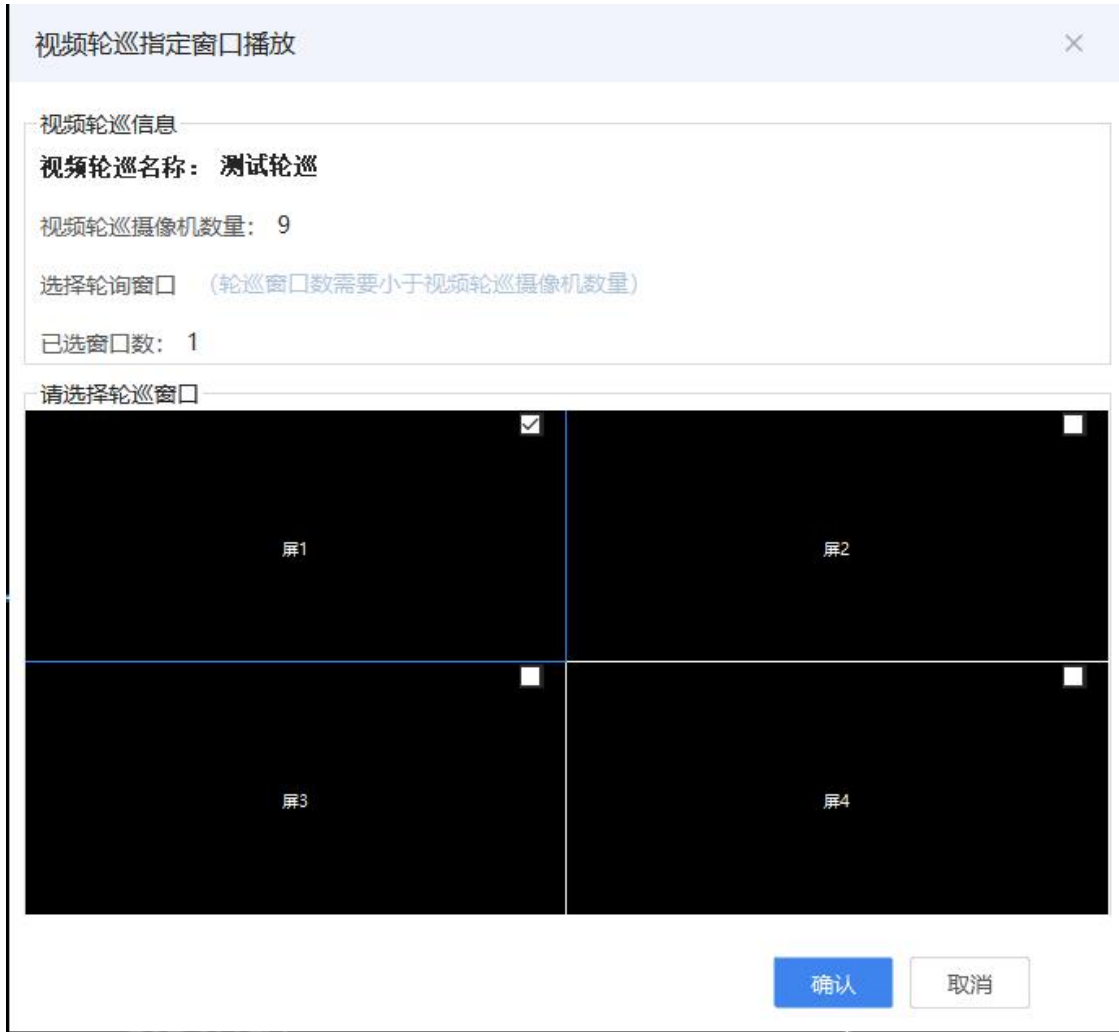 视频轮巡指定窗口播放
视频轮巡信息
视频轮巡名称： 测试轮巡
视频轮巡摄像机数量： 9
选择轮询窗口 （轮巡窗口数需要小于视频轮巡摄像机数量）
已选窗口数： 1
请选择轮巡窗口
屏1
屏2
屏3
屏4
确认 取消